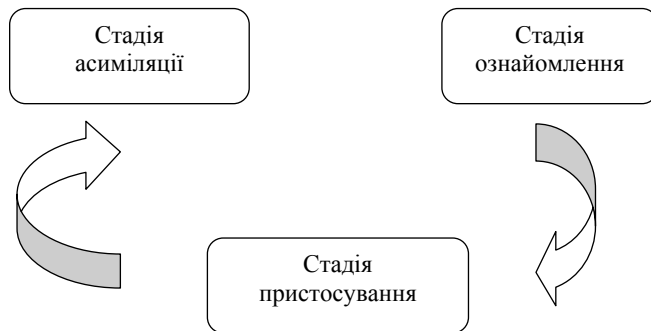 Стадія
асиміляції
Стадія
ознайомлення
Стадія
пристосування